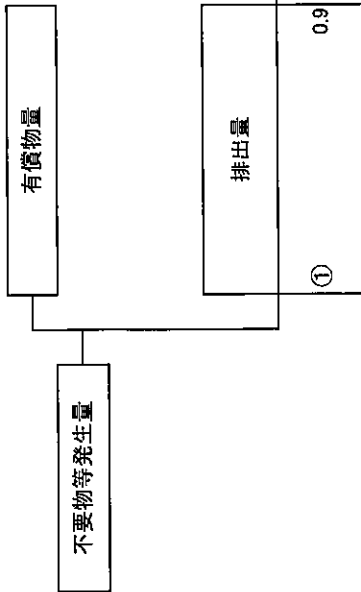 不要物等発生量
有償物量
排出量
①
0.9